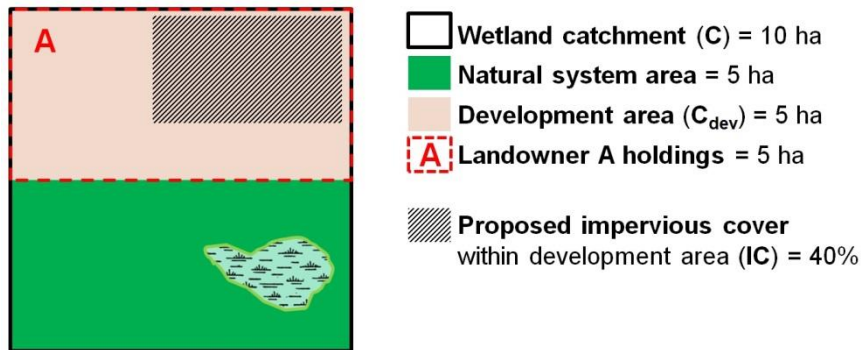 A
Wetland catchment (C) = 10 ha
Natural system area = 5 ha
Development area (Cdev) = 5 ha
A Landowner A holdings = 5 ha
Proposed impervious cover
within development area (IC) = 40%